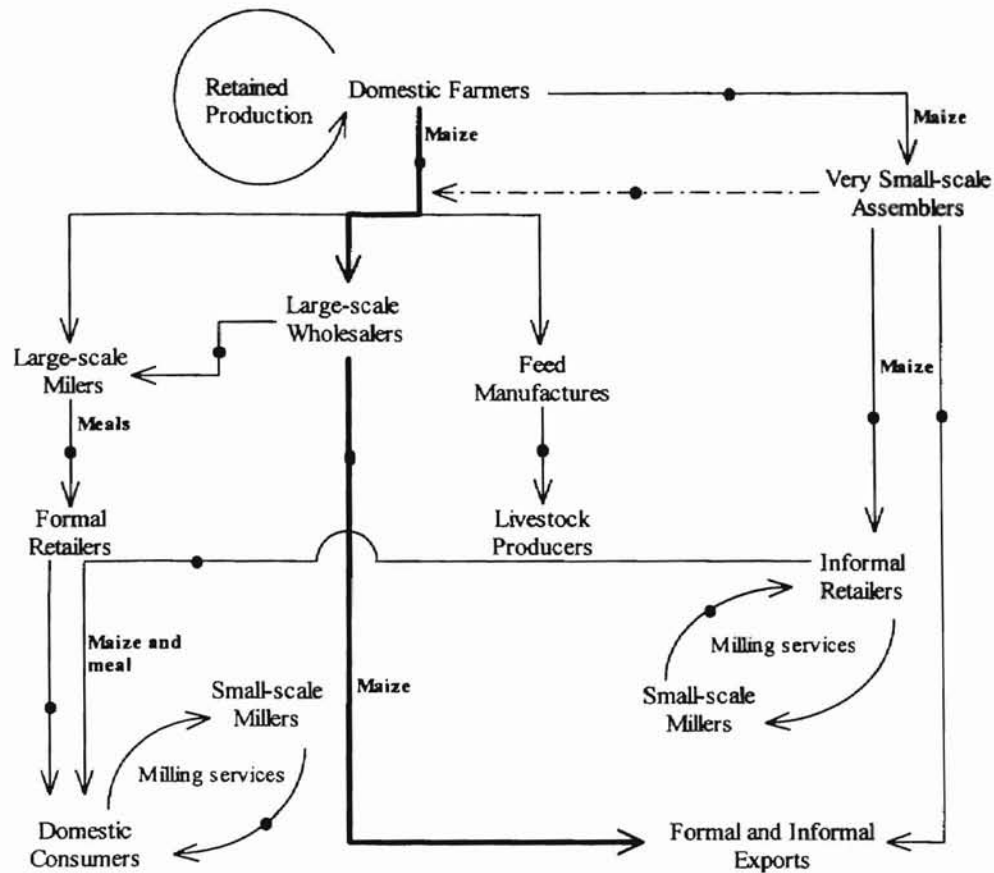 Retained
Production
Domestic Farmers
Maize
Maize
Very Small-scale
Assemblers
Large-scale
Wholesalers
Large-scale
Milers
Feed
Manufactures
Maize
Meals
Formal
Retailers
Livestock
Producers
Informal
Retailers
Maize and
meal
Milling services
Small-scale
Millers
Maize
Small-scale
Millers
Milling services
Domestic
Consumers
Formal and Informal
Exports